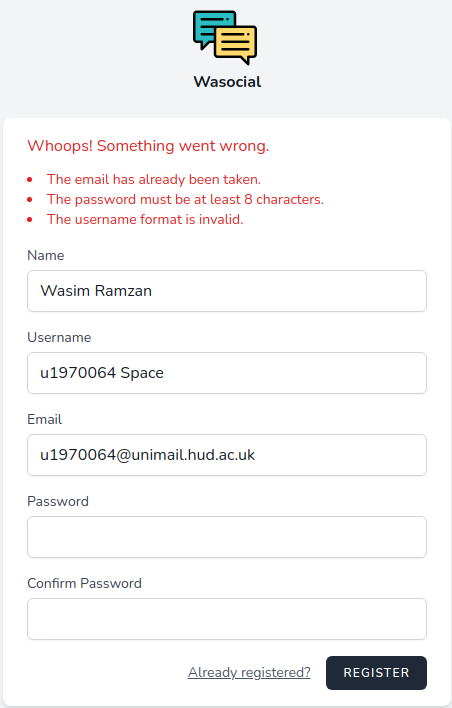 Wasocial
Whoops! Something went wrong.
The email has already been taken.
The password must be at least 8 characters.
The username format is invalid.
Name
Wasim Ramzan
Username
u1970064 Space
Email
u1970064@unimail.hud.ac.uk
Password
Confirm Password
Already registered? REGISTER